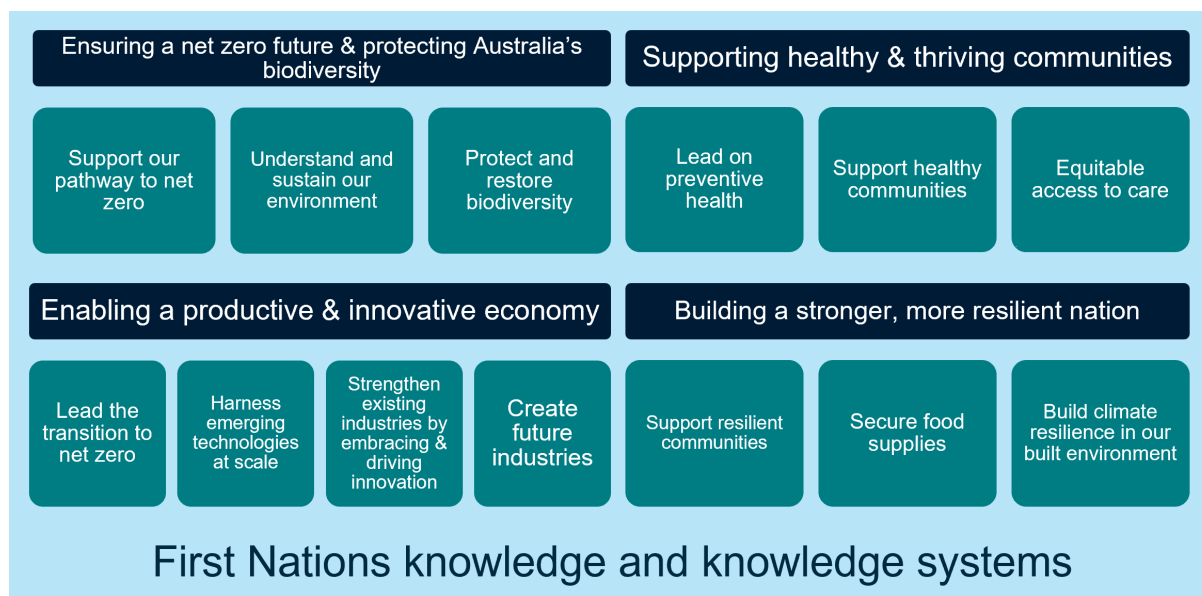 Ensuring a net zero future & protecting Australia's
biodiversity
Support our
pathway to net
zero
Understand and
sustain our
environment
Protect and
restore
biodiversity
Supporting healthy & thriving communities
Lead on
preventive
health
Support healthy
communities
Equitable
access to care
Enabling a productive & innovative economy
Lead the
transition to
net zero
Harness
emerging
technologies
at scale
Strengthen
existing
industries by
embracing &
driving
innovation
Create
future
industries
Building a stronger, more resilient nation
Support resilient
communities
Secure food
supplies
Build climate
resilience in our
built environment
First Nations knowledge and knowledge systems